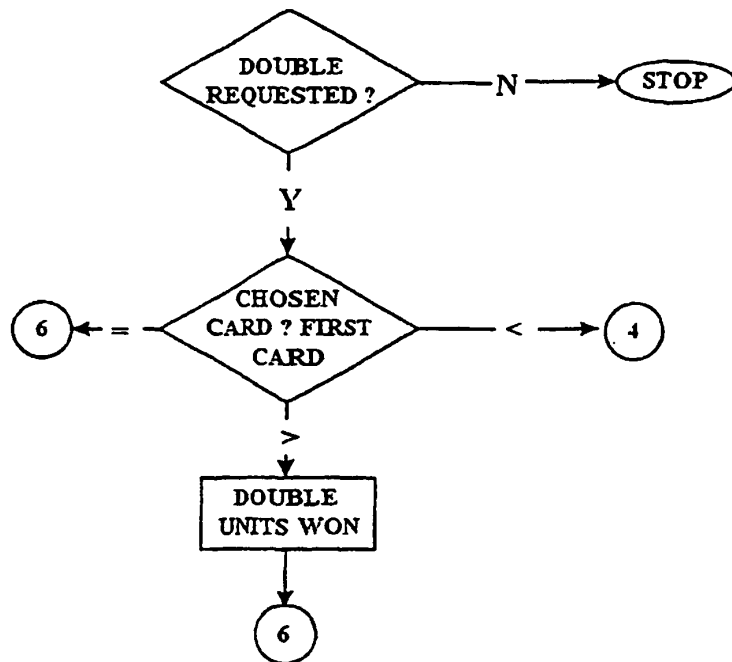 DOUBLE
REQUESTED ?
N
STOP
Y
CHOSEN
CARD ? FIRST
CARD
6
=
<
4
>
DOUBLE
UNITS WON
6